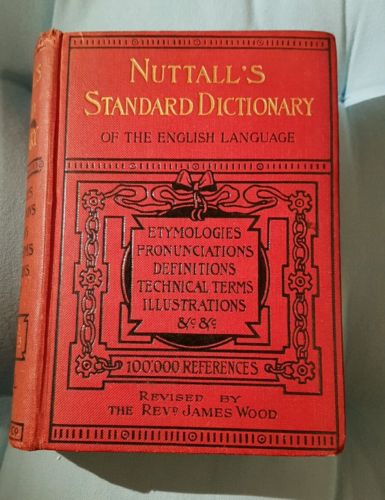 NUTTALL'S
STANDARD DICTIONARY
OF THE ENGLISH LANGUAGE
ETYMOLOGIES
PRONUNCIATIONS
DEFINITIONS
TECHNICAL TERMS
ILLUSTRATIONS
&c &c
100,000 REFERENCES
REVISED BY
THE REVD JAMES WOOD